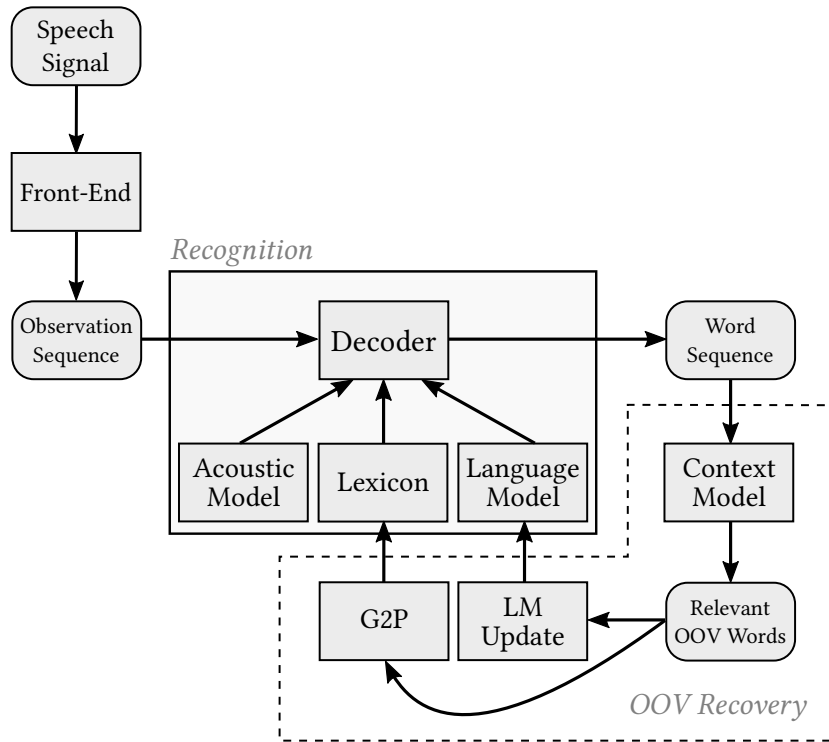 Speech
Signal
Front-End
Recognition
Observation
Sequence
Decoder
Word
Sequence
Acoustic
Model
Lexicon
Language
Model
Context
Model
G2P
LM
Update
Relevant
OOV Words
OOV Recovery